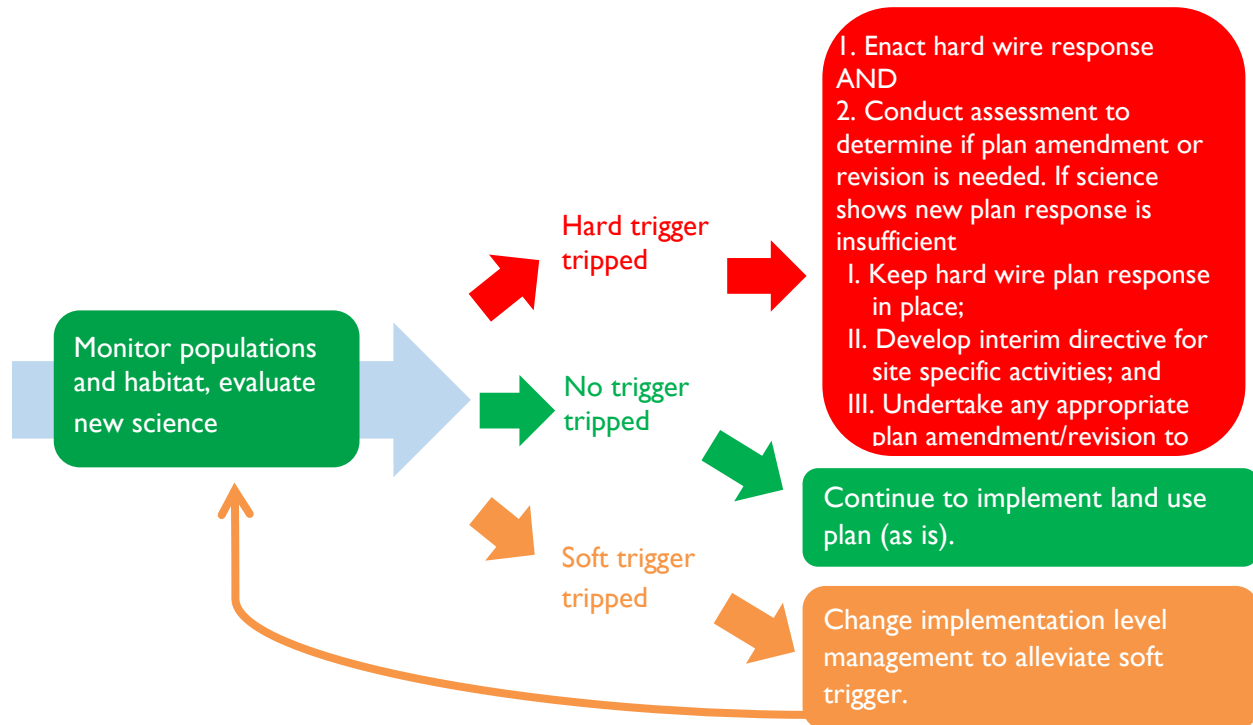 Monitor populations
and habitat, evaluate
new science
Hard trigger
tripped
1. Enact hard wire response
AND
2. Conduct assessment to
determine if plan amendment or
revision is needed. If science
shows new plan response is
insufficient
I. Keep hard wire plan response
in place;
II. Develop interim directive for
site specific activities; and
III. Undertake any appropriate
plan amendment/revision to
No trigger
tripped
Continue to implement land use
plan (as is).
Soft trigger
tripped
Change implementation level
management to alleviate soft
trigger.